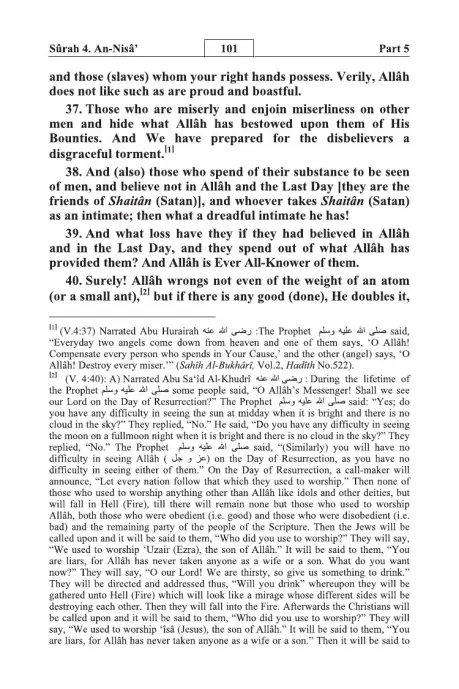 Sûrah 4. An-Nisâ’ 101 Part 5
and those (slaves) whom your right hands possess. Verily, Allâh
does not like such as are proud and boastful.
37. Those who are miserly and enjoin miserliness on other
men and hide what Allâh has bestowed upon them of His
Bounties. And We have prepared for the disbelievers a
disgraceful torment.[1]
38. And (also) those who spend of their substance to be seen
of men, and believe not in Allâh and the Last Day [they are the
friends of Shaitân (Satan)], and whoever takes Shaitân (Satan)
as an intimate; then what a dreadful intimate he has!
39. And what loss have they if they had believed in Allâh
and in the Last Day, and they spend out of what Allâh has
provided them? And Allâh is Ever All-Knower of them.
40. Surely! Allâh wrongs not even of the weight of an atom
(or a small ant),[2] but if there is any good (done), He doubles it,
[1] (V.4:37) Narrated Abu Hurairah رضى الله عنه :The Prophet صلى الله عليه وسلم said,
“Everyday two angels come down from heaven and one of them says, ‘O Allâh!
Compensate every person who spends in Your Cause,’ and the other (angel) says, ‘O
Allâh! Destroy every miser.’” (Sahih Al-Bukhârî, Vol.2, Hadîth No.522).
[2] (V. 4:40): A) Narrated Abu Sa‘îd Al-Khudrî رضى الله عنه : During the lifetime of
the Prophet صلى الله عليه وسلم some people said, “O Allâh’s Messenger! Shall we see
our Lord on the Day of Resurrection?” The Prophet صلى الله عليه وسلم said: “Yes; do
you have any difficulty in seeing the sun at midday when it is bright and there is no
cloud in the sky?” They replied, “No.” He said, “Do you have any difficulty in seeing
the moon on a fullmoon night when it is bright and there is no cloud in the sky?” They
replied, “No.” The Prophet صلى الله عليه وسلم said, “(Similarly) you will have no
difficulty in seeing Allâh ( عز و جل) on the Day of Resurrection, as you have no
difficulty in seeing either of them.” On the Day of Resurrection, a call-maker will
announce, “Let every nation follow that which they used to worship.” Then none of
those who used to worship anything other than Allâh like idols and other deities, but
will fall in Hell (Fire), till there will remain none but those who used to worship
Allâh, both those who were obedient (i.e. good) and those who were disobedient (i.e.
bad) and the remaining party of the people of the Scripture. Then the Jews will be
called upon and it will be said to them, “Who did you use to worship?” They will say,
“We used to worship ‘Uzair (Ezra), the son of Allâh.” It will be said to them, “You
are liars, for Allâh has never taken anyone as a wife or a son. What do you want
now?” They will say, “O our Lord! We are thirsty, so give us something to drink.”
They will be directed and addressed thus, “Will you drink” whereupon they will be
gathered unto Hell (Fire) which will look like a mirage whose different sides will be
destroying each other. Then they will fall into the Fire. Afterwards the Christians will
be called upon and it will be said to them, “Who did you use to worship?” They will
say, “We used to worship ‘îsâ (Jesus), the son of Allâh.” It will be said to them, “You
are liars, for Allâh has never taken anyone as a wife or a son.” Then it will be said to